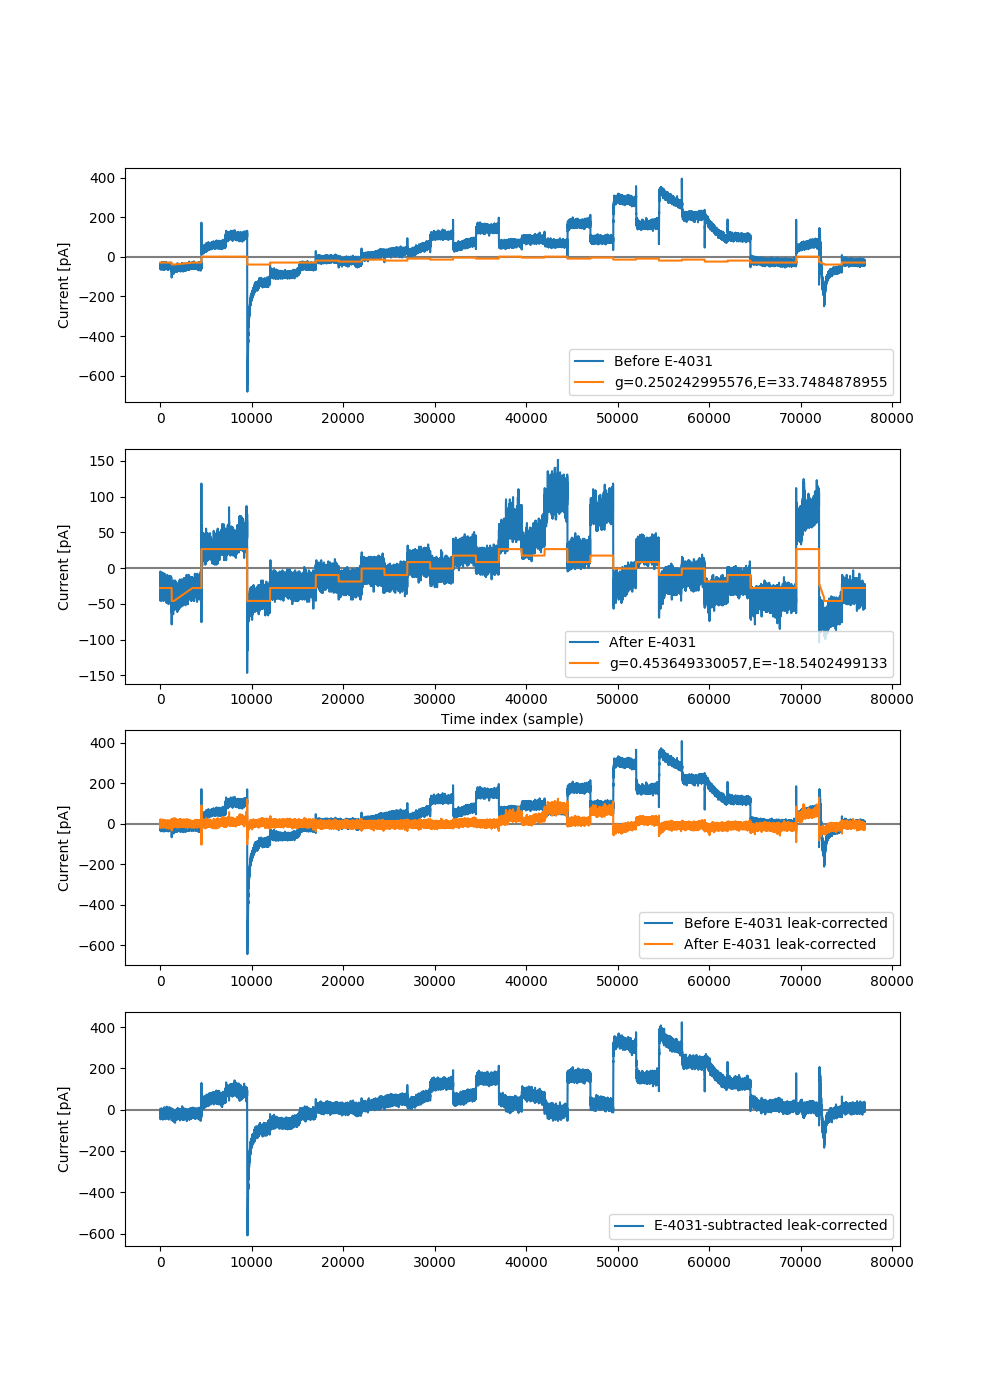 400
200
0
−200
−400
−600
Current [pA]
Before E-4031
g=0.250242995576,E=33.7484878955
0 10000 20000 30000 40000 50000 60000 70000 80000
150
100
50
0
−50
−100
−150
Current [pA]
After E-4031
g=0.453649330057,E=-18.5402499133
0 10000 20000 30000 40000 50000 60000 70000 80000
Time index (sample)
400
200
0
−200
−400
−600
Current [pA]
Before E-4031 leak-corrected
After E-4031 leak-corrected
0 10000 20000 30000 40000 50000 60000 70000 80000
400
200
0
−200
−400
−600
Current [pA]
E-4031-subtracted leak-corrected
0 10000 20000 30000 40000 50000 60000 70000 80000